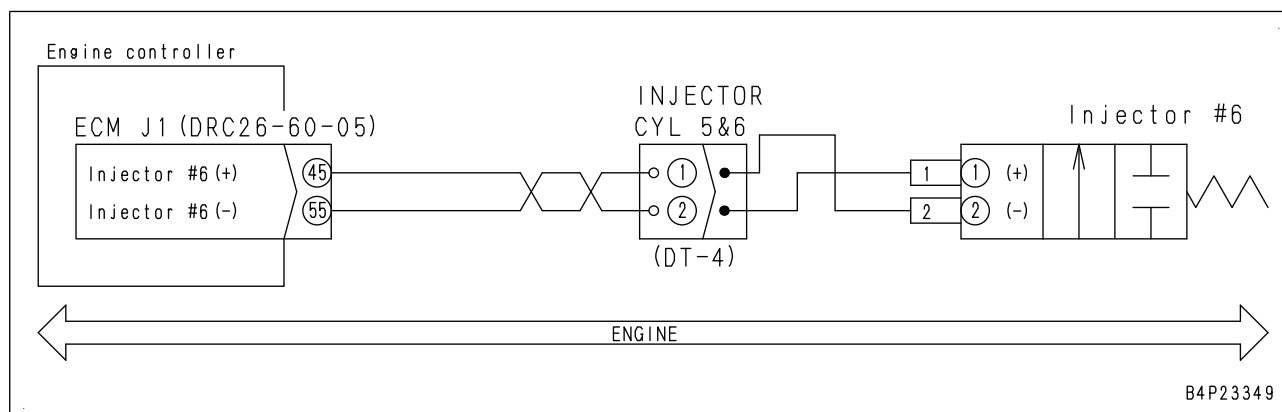 Engine controller
ECM J1 (DRC26-60-05)
Injector #6 (+) 45
Injector #6 (-) 55
INJECTOR
CYL 5&6
1
2
(DT-4)
Injector #6
1 1 (+)
2 2 (-)
ENGINE
B4P23349